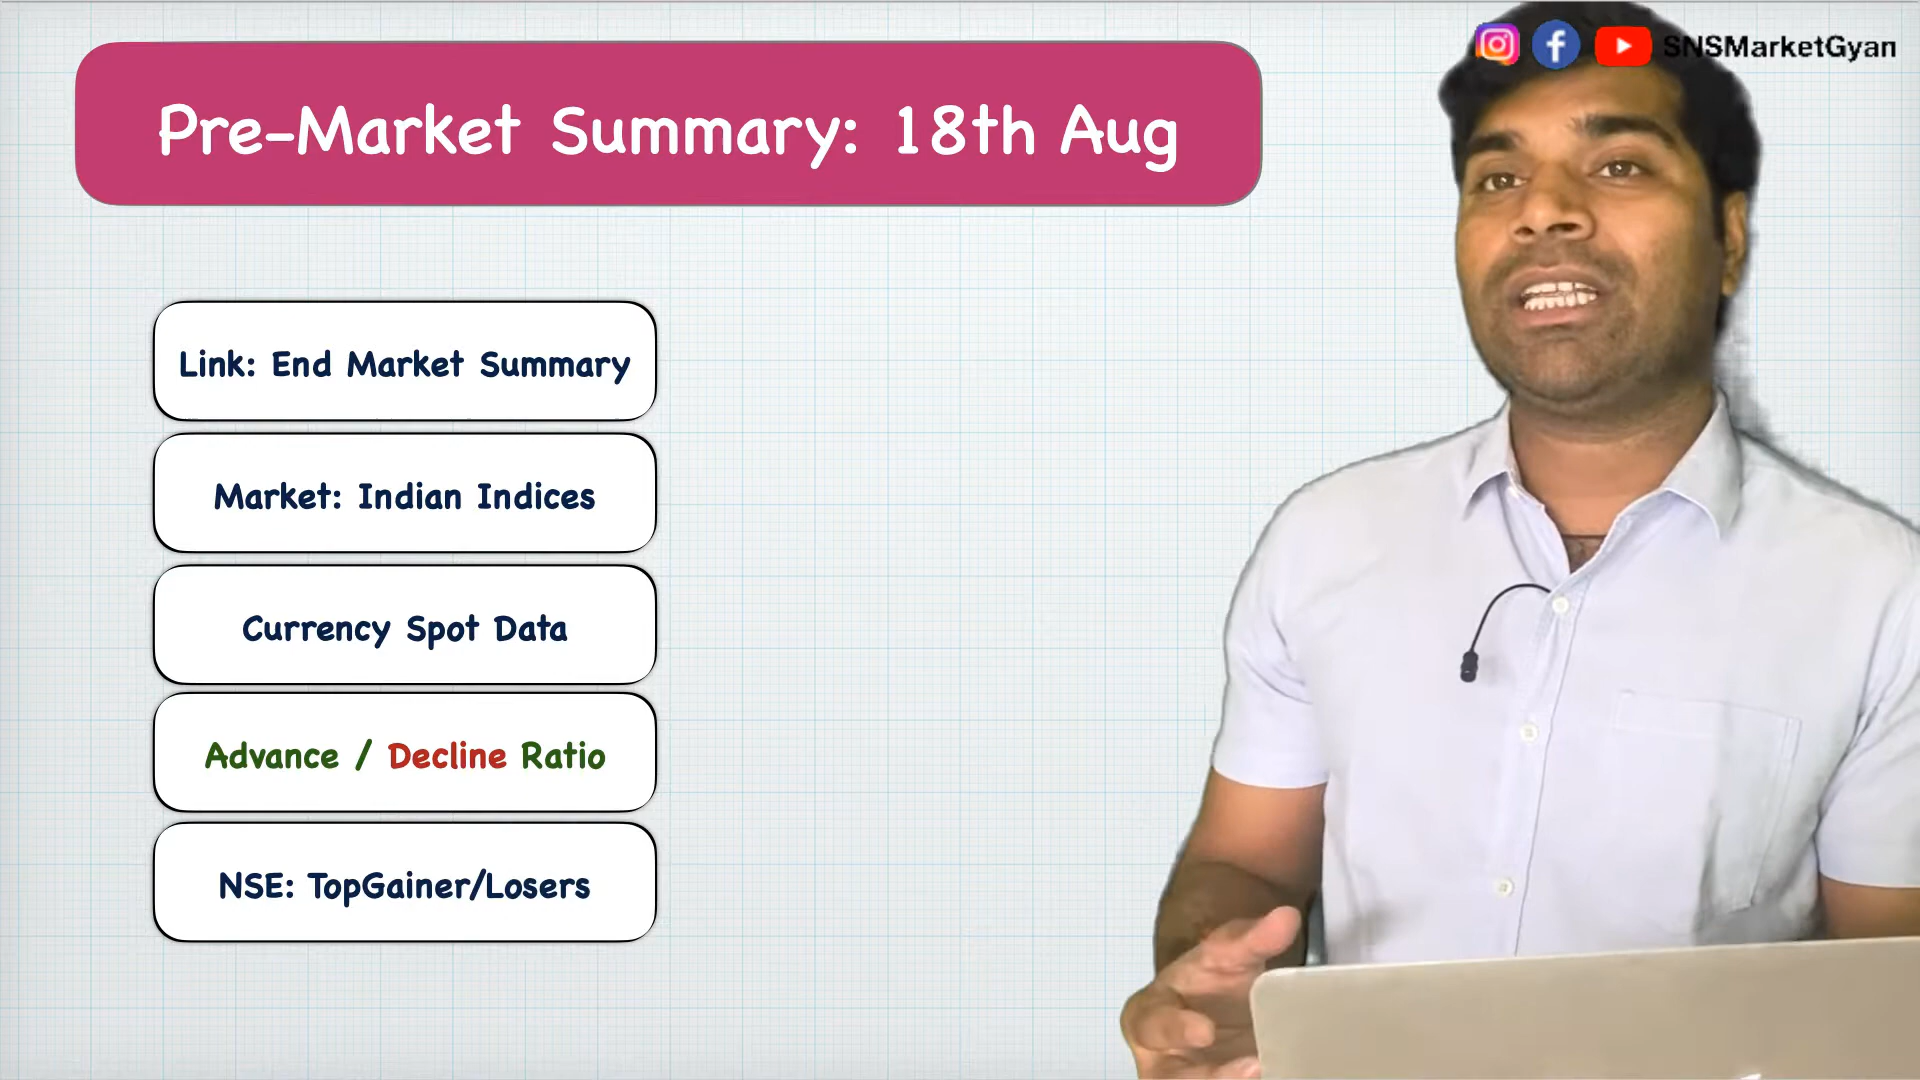 SNSMarketGyan
Pre-Market Summary: 18th Aug
Link: End Market Summary
Market: Indian Indices
Currency Spot Data
Advance / Decline Ratio
NSE: TopGainer/Losers